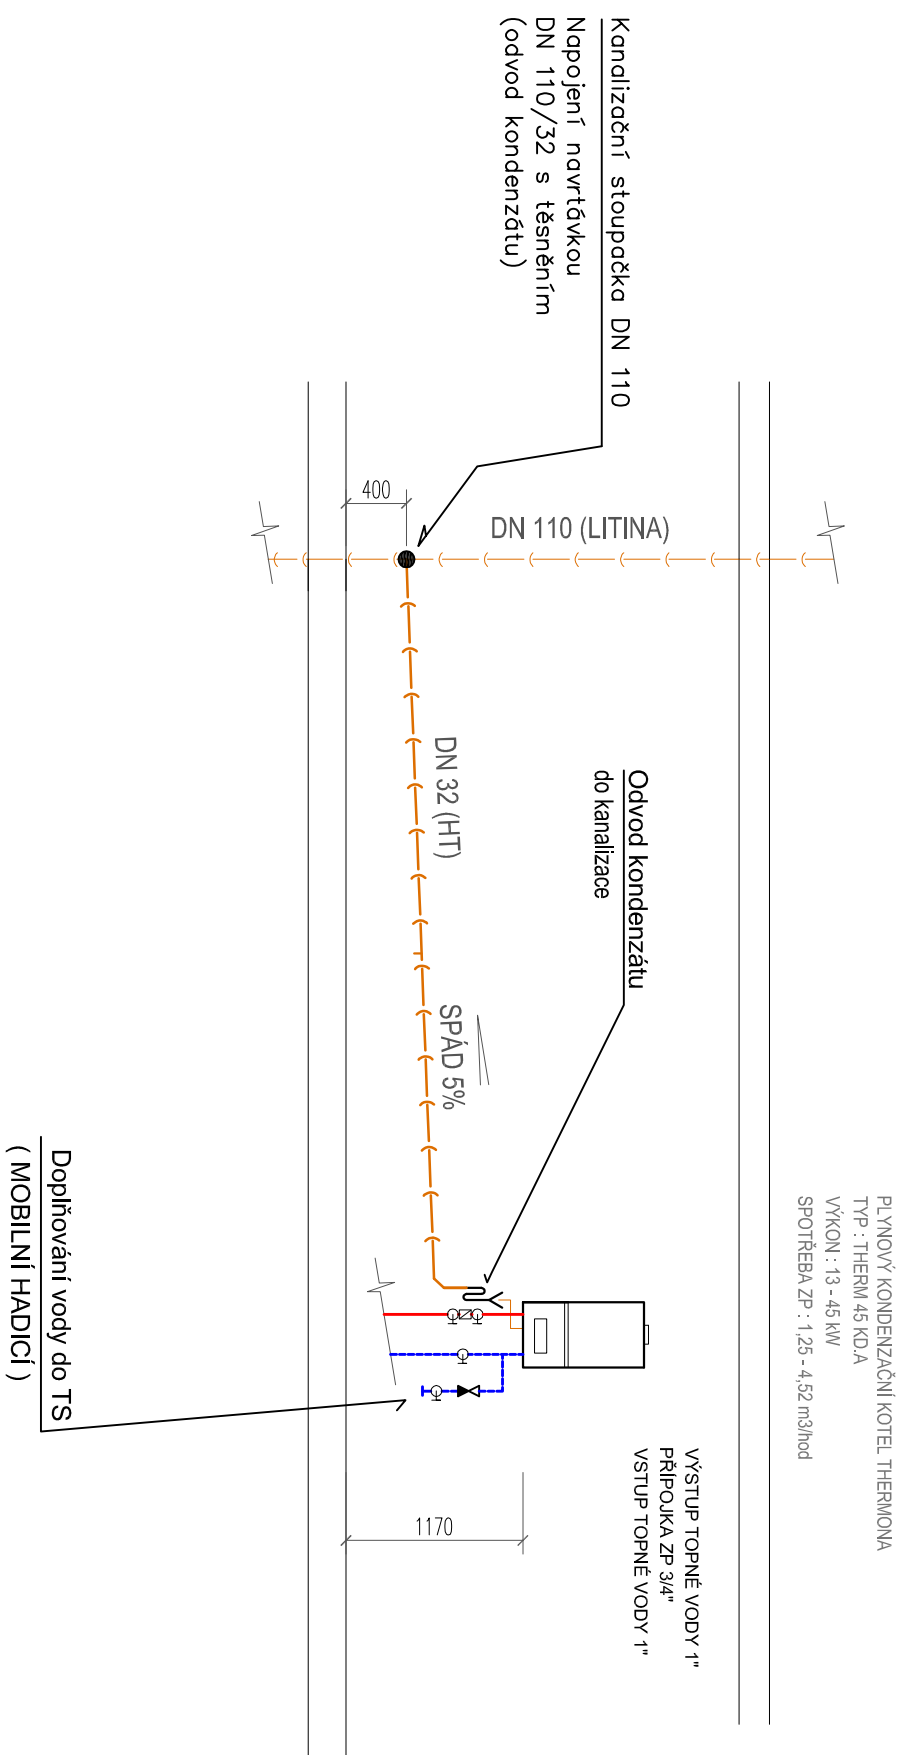 Kanalizační stoupačka DN 110
Napojení navrtávkou
DN 110/32 s těsněním
(odvod kondenzátu)
400
DN 110 (LITINA)
DN 32 (HT)
SPÁD 5%
Odvod kondenzátu
do kanalizace
PLYNOVÝ KONDENZAČNÍ KOTEL THERMONA
TYP : THERM 45 KD.A
VÝKON : 13 - 45 kW
SPOTŘEBA ZP : 1,25 - 4,52 m3/hod
VÝSTUP TOPNÉ VODY 1"
PŘÍPOJKA ZP 3/4"
VSTUP TOPNÉ VODY 1"
1170
Doplňování vody do TS
( MOBILNÍ HADICÍ )